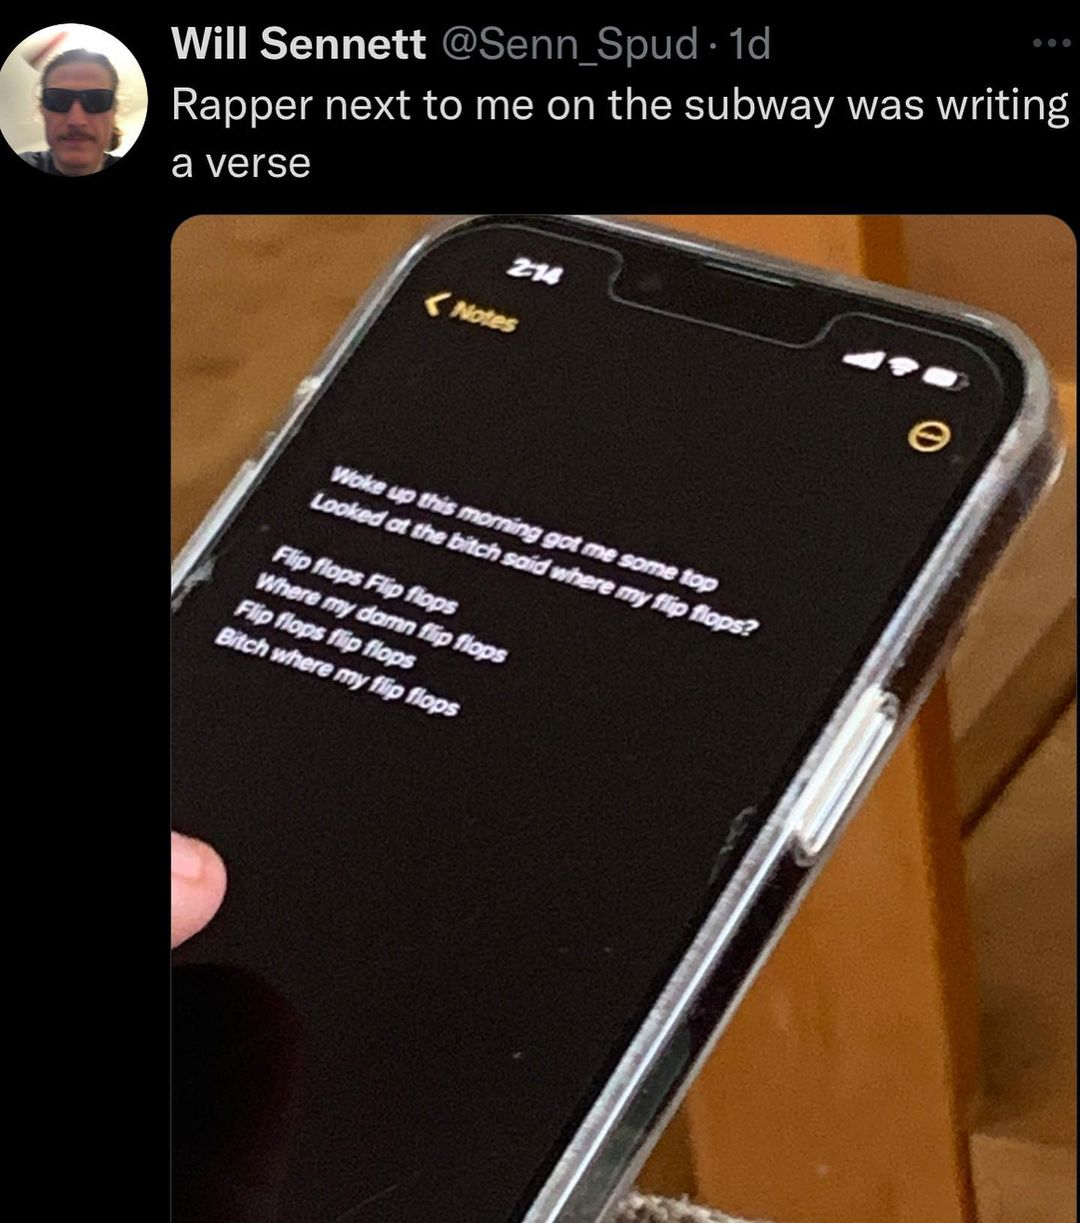 Will Sennett @Senn_Spud · 1d
Rapper next to me on the subway was writing
a verse
2:14
Notes
Woke up this morning got me some top
Looked at the bitch said where my flip flops?
Flip flops Flip flops
Where my damn flip flops
Flip flops flip flops
Bitch where my flip flops